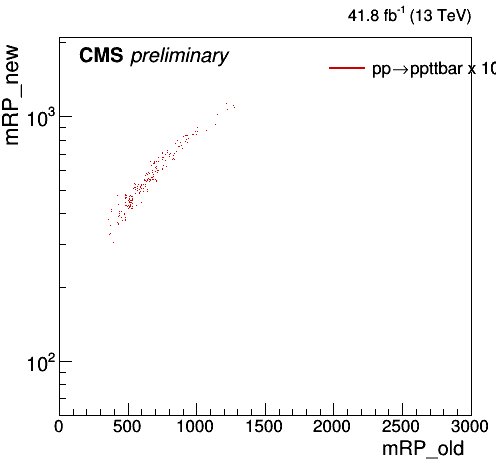 41.8 fb⁻¹ (13 TeV)
CMS preliminary
pp→ppttbar x 10
mRP_new
10³
10²
0 500 1000 1500 2000 2500 3000
mRP_old